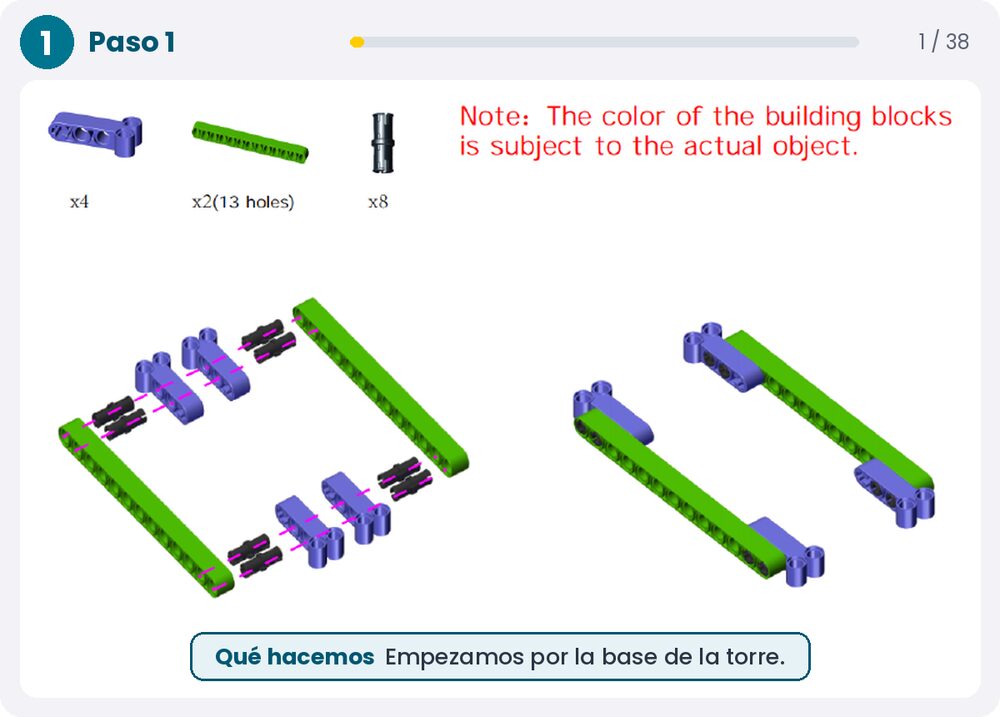 1 Paso 1
1 / 38
Note: The color of the building blocks
is subject to the actual object.
x4
x2(13 holes)
x8
Qué hacemos Empezamos por la base de la torre.